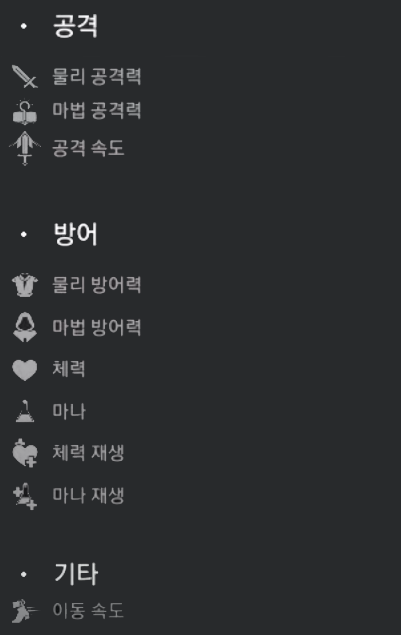 • 공격
물리 공격력
마법 공격력
공격 속도
• 방어
물리 방어력
마법 방어력
체력
마나
체력 재생
마나 재생
• 기타
이동 속도